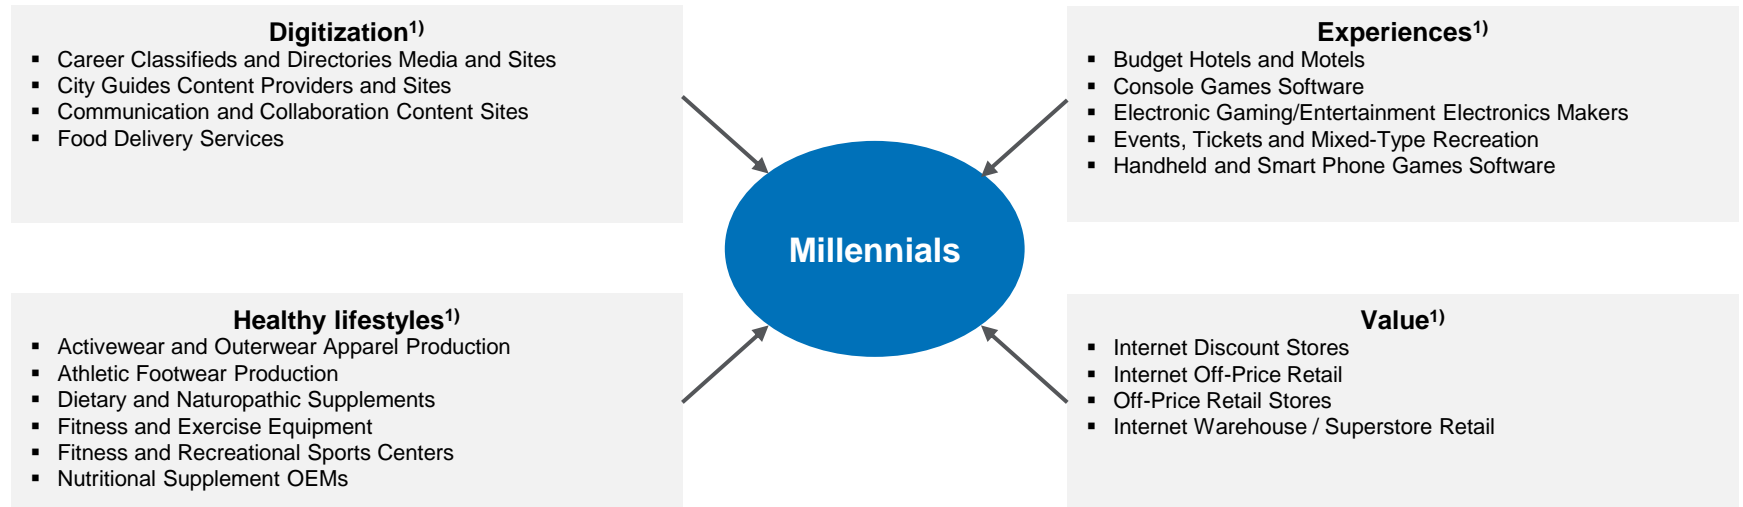 Digitization1)
▪ Career Classifieds and Directories Media and Sites
▪ City Guides Content Providers and Sites
▪ Communication and Collaboration Content Sites
▪ Food Delivery Services
Experiences1)
▪ Budget Hotels and Motels
▪ Console Games Software
▪ Electronic Gaming/Entertainment Electronics Makers
▪ Events, Tickets and Mixed-Type Recreation
▪ Handheld and Smart Phone Games Software
Millennials
Healthy lifestyles1)
▪ Activewear and Outerwear Apparel Production
▪ Athletic Footwear Production
▪ Dietary and Naturopathic Supplements
▪ Fitness and Exercise Equipment
▪ Fitness and Recreational Sports Centers
▪ Nutritional Supplement OEMs
Value1)
▪ Internet Discount Stores
▪ Internet Off-Price Retail
▪ Off-Price Retail Stores
▪ Internet Warehouse / Superstore Retail